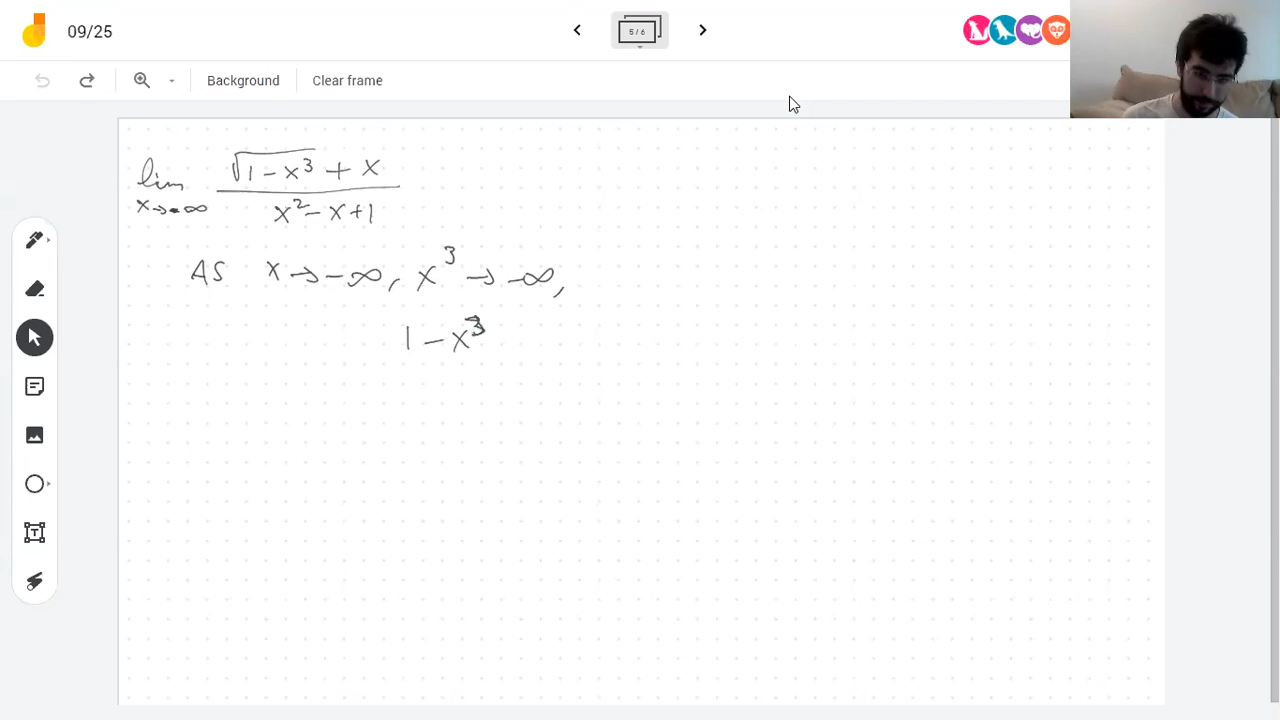 09/25
5 / 6
Background
Clear frame
lim x→-∞ (√(1-x³) + x) / (x² - x + 1)
AS x → -∞, x³ → -∞,
1 - x³